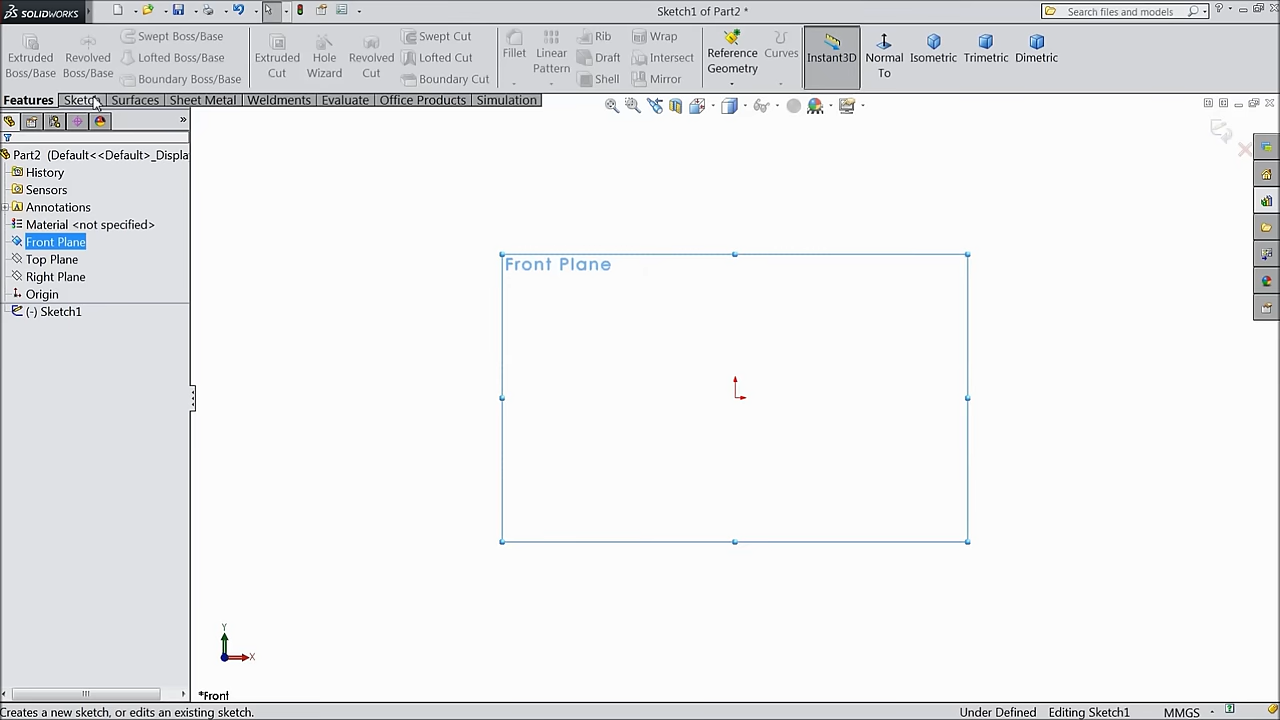 SOLIDWORKS
Sketch1 of Part2 *
Search files and models
Extruded Boss/Base
Revolved Boss/Base
Swept Boss/Base
Lofted Boss/Base
Boundary Boss/Base
Extruded Cut
Hole Wizard
Revolved Cut
Swept Cut
Lofted Cut
Boundary Cut
Fillet
Linear Pattern
Rib
Draft
Shell
Wrap
Intersect
Mirror
Reference Geometry
Curves
Instant3D
Normal To
Isometric
Trimetric
Dimetric
Features Sketch Surfaces Sheet Metal Weldments Evaluate Office Products Simulation
Part2 (Default<<Default>_Displa
History
Sensors
Annotations
Material <not specified>
Front Plane
Top Plane
Right Plane
Origin
(-) Sketch1
Front Plane
Y
X
*Front
Creates a new sketch, or edits an existing sketch.
Under Defined Editing Sketch1 MMGS